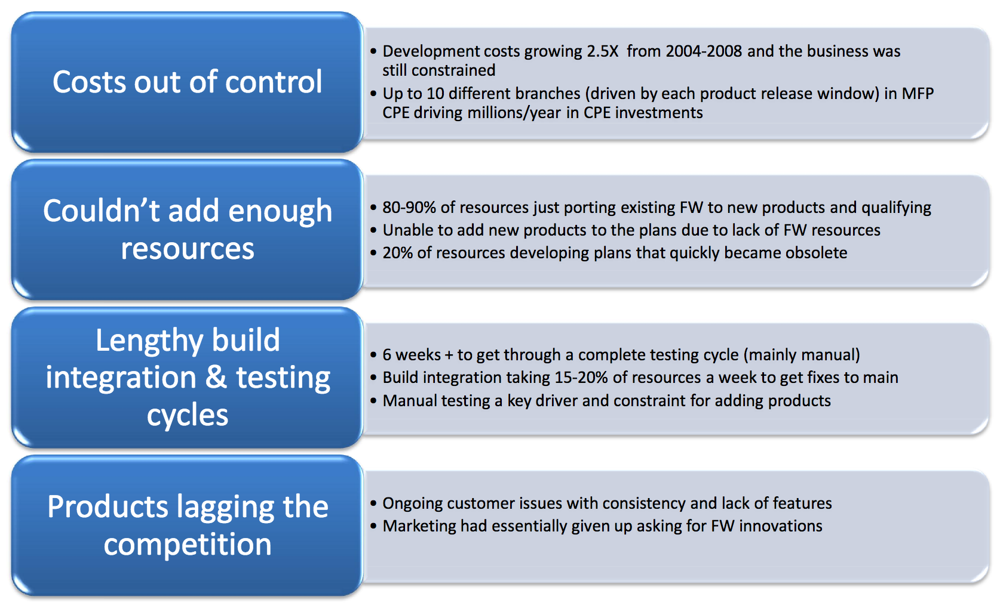 Costs out of control
• Development costs growing 2.5X  from 2004-2008 and the business was
still constrained
• Up to 10 different branches (driven by each product release window) in MFP
CPE driving millions/year in CPE investments
Couldn’t add enough
resources
• 80-90% of resources just porting existing FW to new products and qualifying
• Unable to add new products to the plans due to lack of FW resources
• 20% of resources developing plans that quickly became obsolete
Lengthy build
integration & testing
cycles
• 6 weeks + to get through a complete testing cycle (mainly manual)
• Build integration taking 15-20% of resources a week to get fixes to main
• Manual testing a key driver and constraint for adding products
Products lagging the
competition
• Ongoing customer issues with consistency and lack of features
• Marketing had essentially given up asking for FW innovations